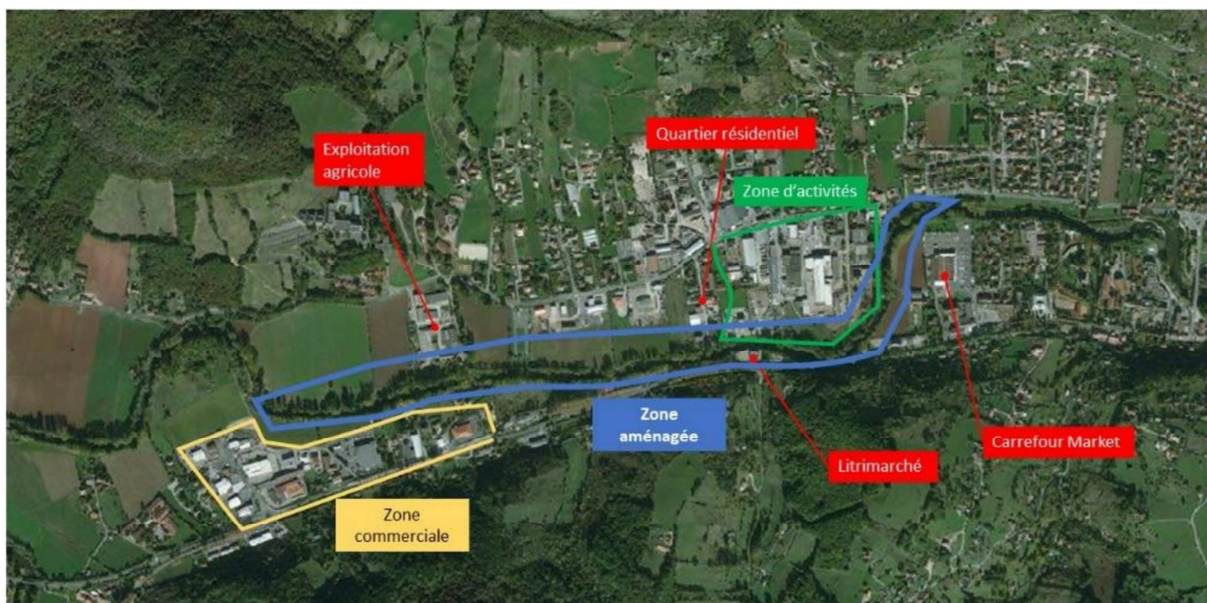 Quartier résidentiel
Exploitation
agricole
Zone d'activités
Zone
aménagée
Carrefour Market
Litrimarché
Zone
commerciale